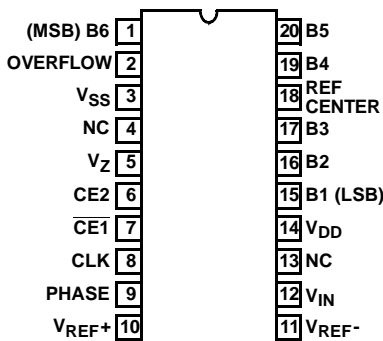 (MSB) B6 1 20 B5
OVERFLOW 2 19 B4
VSS 3 18 REF CENTER
NC 4 17 B3
VZ 5 16 B2
CE2 6 15 B1 (LSB)
CE1 7 14 VDD
CLK 8 13 NC
PHASE 9 12 VIN
VREF+ 10 11 VREF-